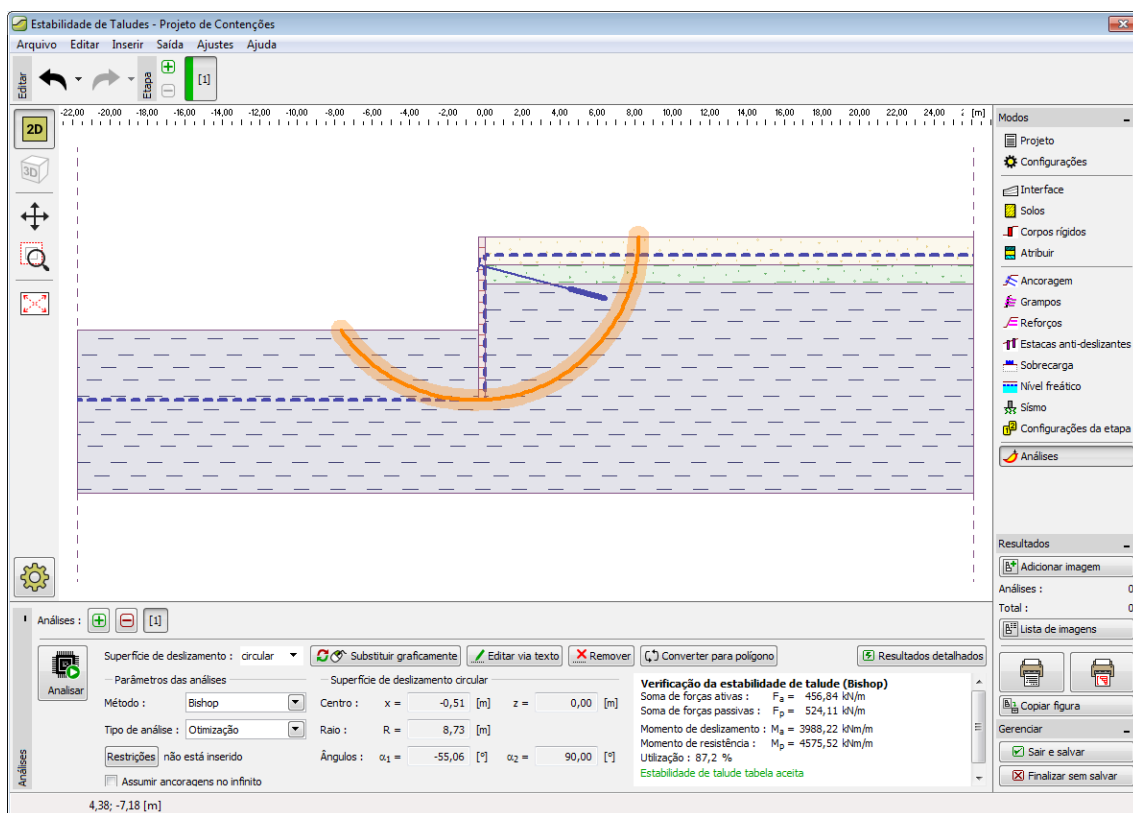 Estabilidade de Taludes - Projeto de Contenções
Arquivo Editar Inserir Saída Ajustes Ajuda
Editar
Etapa
[1]
-22,00 -20,00 -18,00 -16,00 -14,00 -12,00 -10,00 -8,00 -6,00 -4,00 -2,00 0,00 2,00 4,00 6,00 8,00 10,00 12,00 14,00 16,00 18,00 20,00 22,00 24,00 [m]
2D
3D
Modos
Projeto
Configurações
Interface
Solos
Corpos rígidos
Atribuir
Ancoragem
Grampos
Reforços
Estacas anti-deslizantes
Sobrecarga
Nível freático
Sísmo
Configurações da etapa
Análises
Resultados
Adicionar imagem
Análises : 0
Total : 0
Lista de imagens
Copiar figura
Gerenciar
Sair e salvar
Finalizar sem salvar
Análises : [1]
Analisar
Superfície de deslizamento : circular
Substituir graficamente
Editar via texto
Remover
Converter para polígono
Resultados detalhados
Parâmetros das análises
Método : Bishop
Tipo de análise : Otimização
Restrições não está inserido
Assumir ancoragens no infinito
Superfície de deslizamento circular
Centro : x = -0,51 [m] z = 0,00 [m]
Raio : R = 8,73 [m]
Ângulos : α1 = -55,06 [°] α2 = 90,00 [°]
Verificação da estabilidade de talude (Bishop)
Soma de forças ativas : Fa = 456,84 kN/m
Soma de forças passivas : Fp = 524,11 kN/m
Momento de deslizamento : Ma = 3988,22 kNm/m
Momento de resistência : Mp = 4575,52 kNm/m
Utilização : 87,2 %
Estabilidade de talude tabela aceita
Análises
4,38; -7,18 [m]